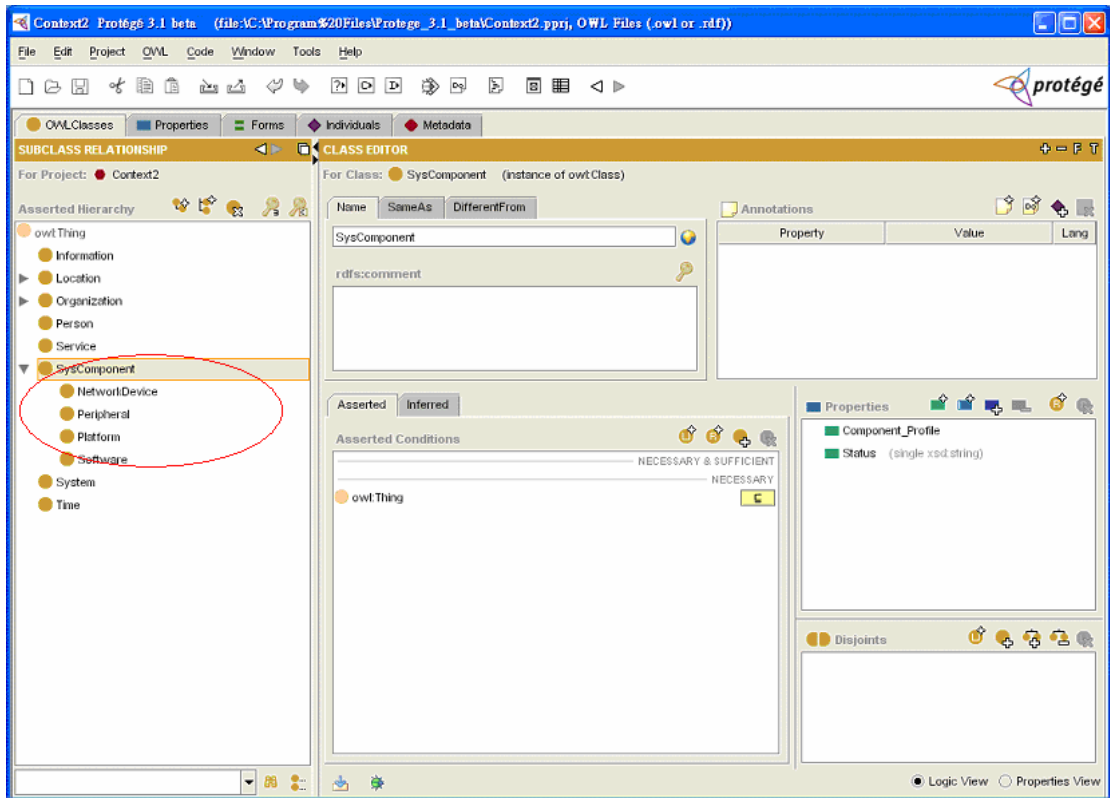 Context2 Protégé 3.1 beta (file:\C:\Program%20Files\Protege_3.1_beta\Context2.pprj, OWL Files (.owl or .rdf))
File Edit Project OWL Code Window Tools Help
protégé
OWLClasses Properties Forms Individuals Metadata
SUBCLASS RELATIONSHIP
For Project: Context2
Asserted Hierarchy
owl:Thing
Information
Location
Organization
Person
Service
SysComponent
NetworkDevice
Peripheral
Platform
Software
System
Time
CLASS EDITOR
For Class: SysComponent (instance of owl:Class)
Name SameAs DifferentFrom
SysComponent
rdfs:comment
Annotations
Property Value Lang
Asserted Inferred
Asserted Conditions
NECESSARY & SUFFICIENT
NECESSARY
owl:Thing
Properties
Component_Profile
Status (single xsd:string)
Disjoints
Logic View Properties View